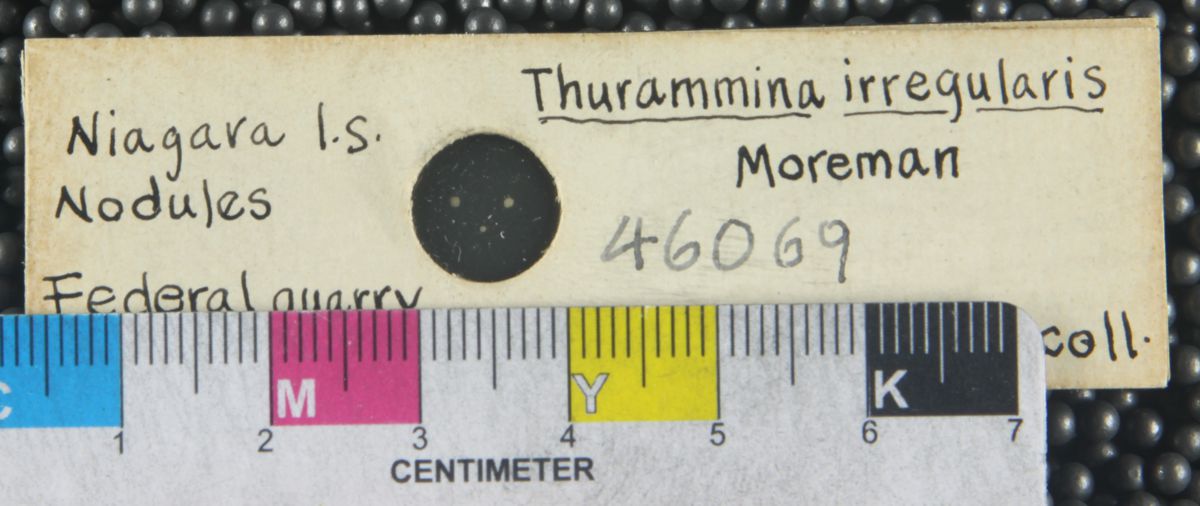 Niagara l.s.
Nodules
Federal quarry
Thurammina irregularis
Moreman
46069
coll.
C M Y K
1 2 3 4 5 6 7
CENTIMETER